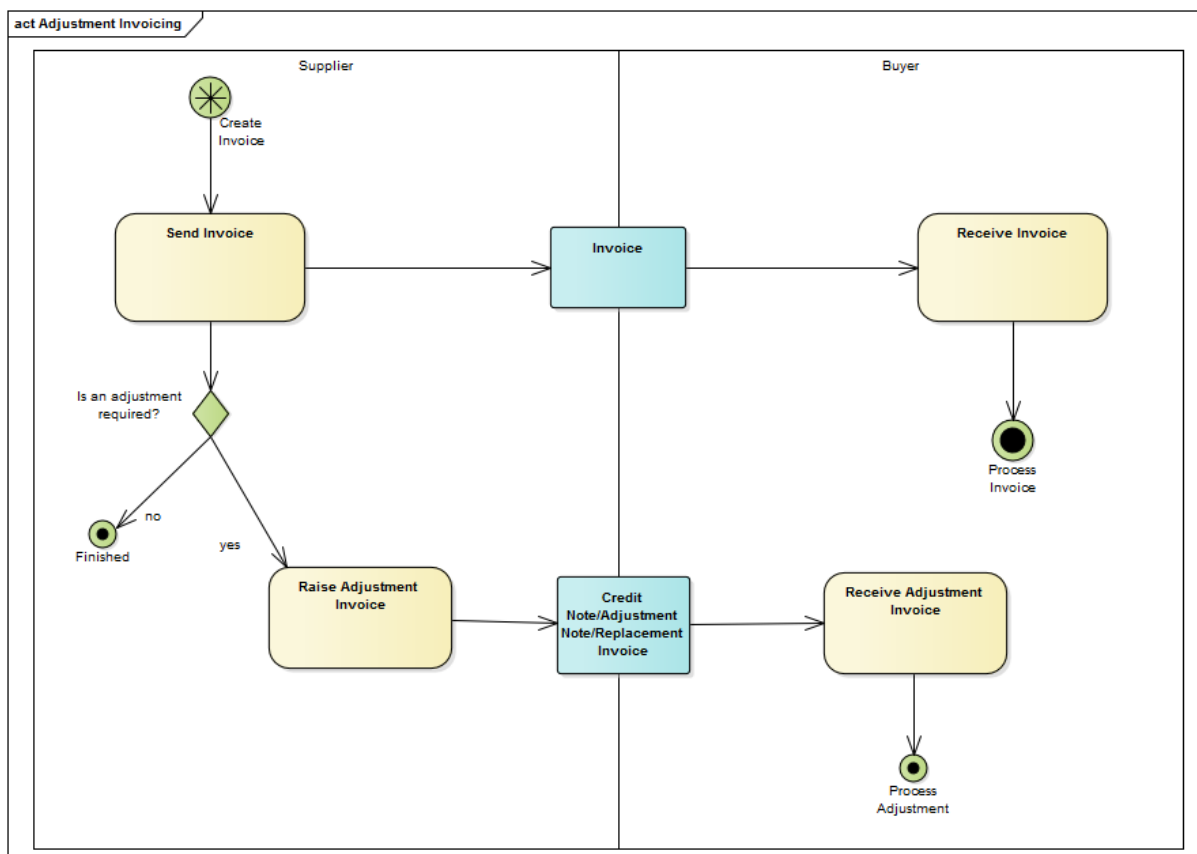 act Adjustment Invoicing
Supplier
Buyer
Create
Invoice
Send Invoice
Invoice
Receive Invoice
Is an adjustment
required?
Process
Invoice
no
Finished
yes
Raise Adjustment
Invoice
Credit
Note/Adjustment
Note/Replacement
Invoice
Receive Adjustment
Invoice
Process
Adjustment